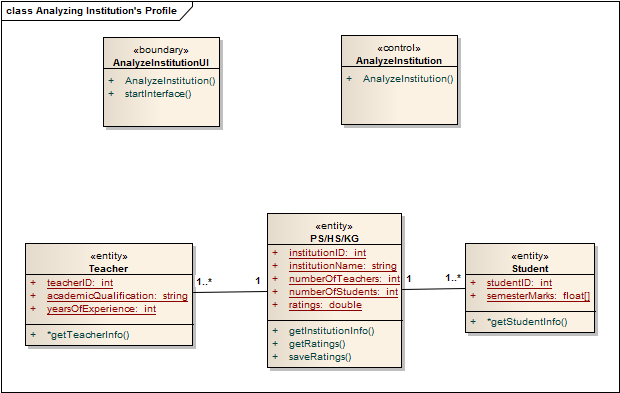 class Analyzing Institution's Profile
«boundary»
AnalyzeInstitutionUI
+ AnalyzeInstitution()
+ startInterface()
«control»
AnalyzeInstitution
+ AnalyzeInstitution()
«entity»
Teacher
+ teacherID: int
+ academicQualification: string
+ yearsOfExperience: int
+ *getTeacherInfo()
1..*
1
«entity»
PS/HS/KG
+ institutionID: int
+ institutionName: string
+ numberOfTeachers: int
+ numberOfStudents: int
+ ratings: double
+ getInstitutionInfo()
+ getRatings()
+ saveRatings()
1
1..*
«entity»
Student
+ studentID: int
+ semesterMarks: float[]
+ *getStudentInfo()